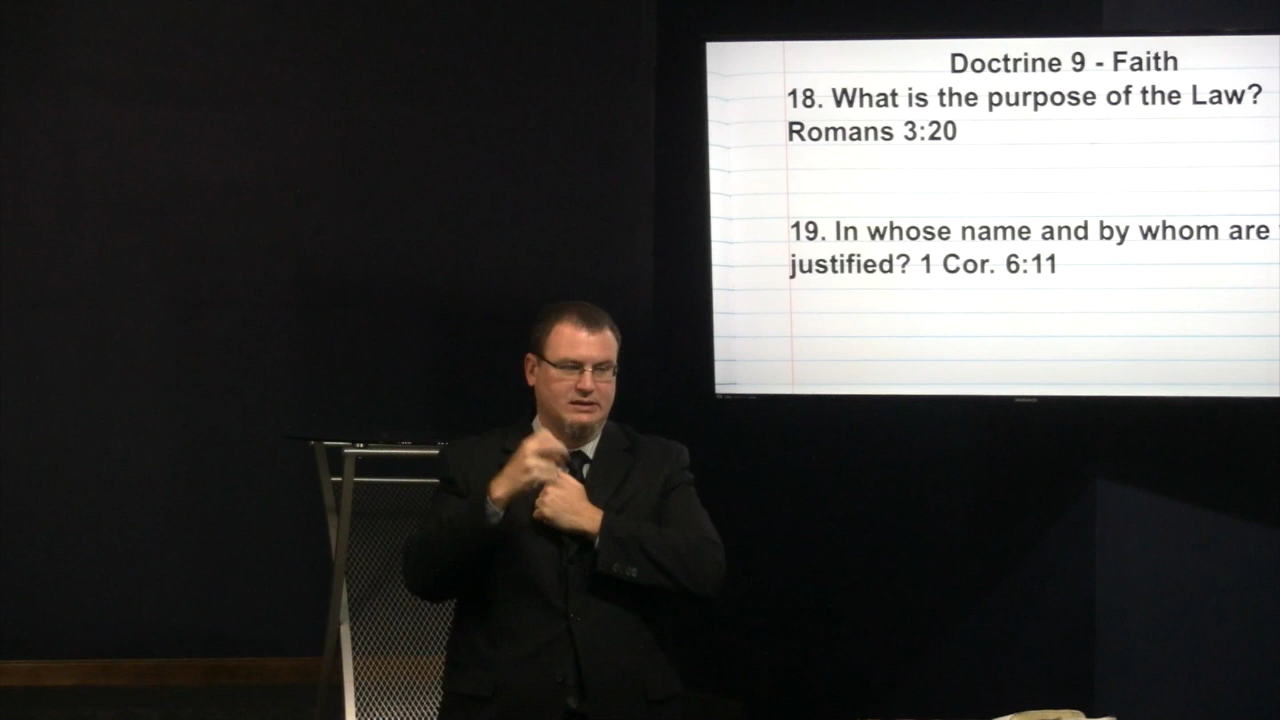 Doctrine 9 - Faith
18. What is the purpose of the Law?
Romans 3:20
19. In whose name and by whom are
justified? 1 Cor. 6:11